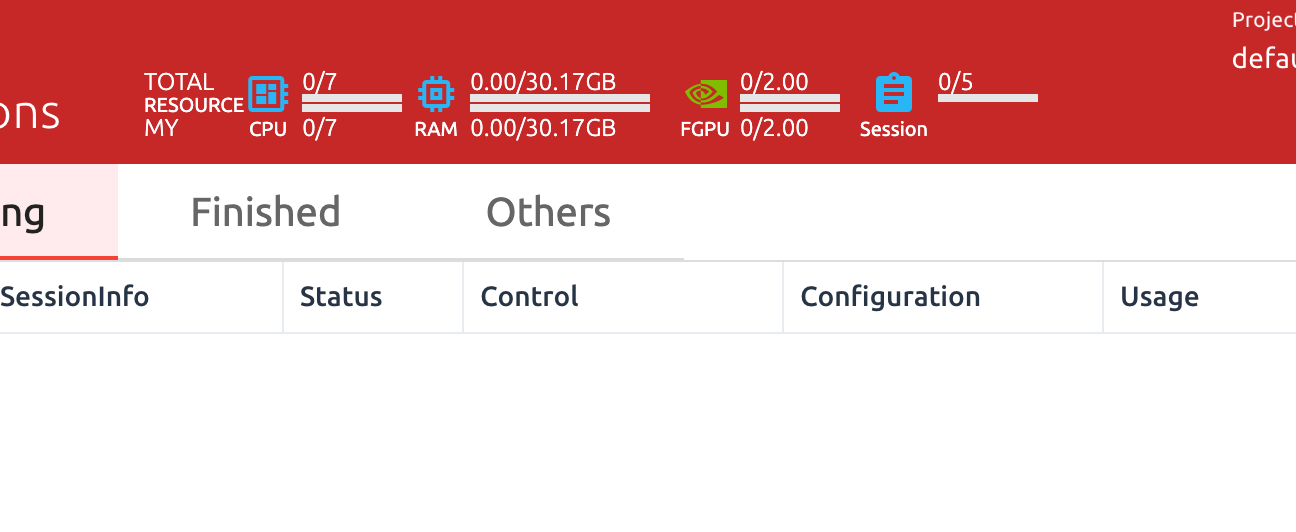 Project
defau
ons
TOTAL
RESOURCE
MY
0/7
CPU
0/7
0.00/30.17GB
RAM
0.00/30.17GB
0/2.00
FGPU
0/2.00
0/5
Session
ng
Finished
Others
SessionInfo
Status
Control
Configuration
Usage